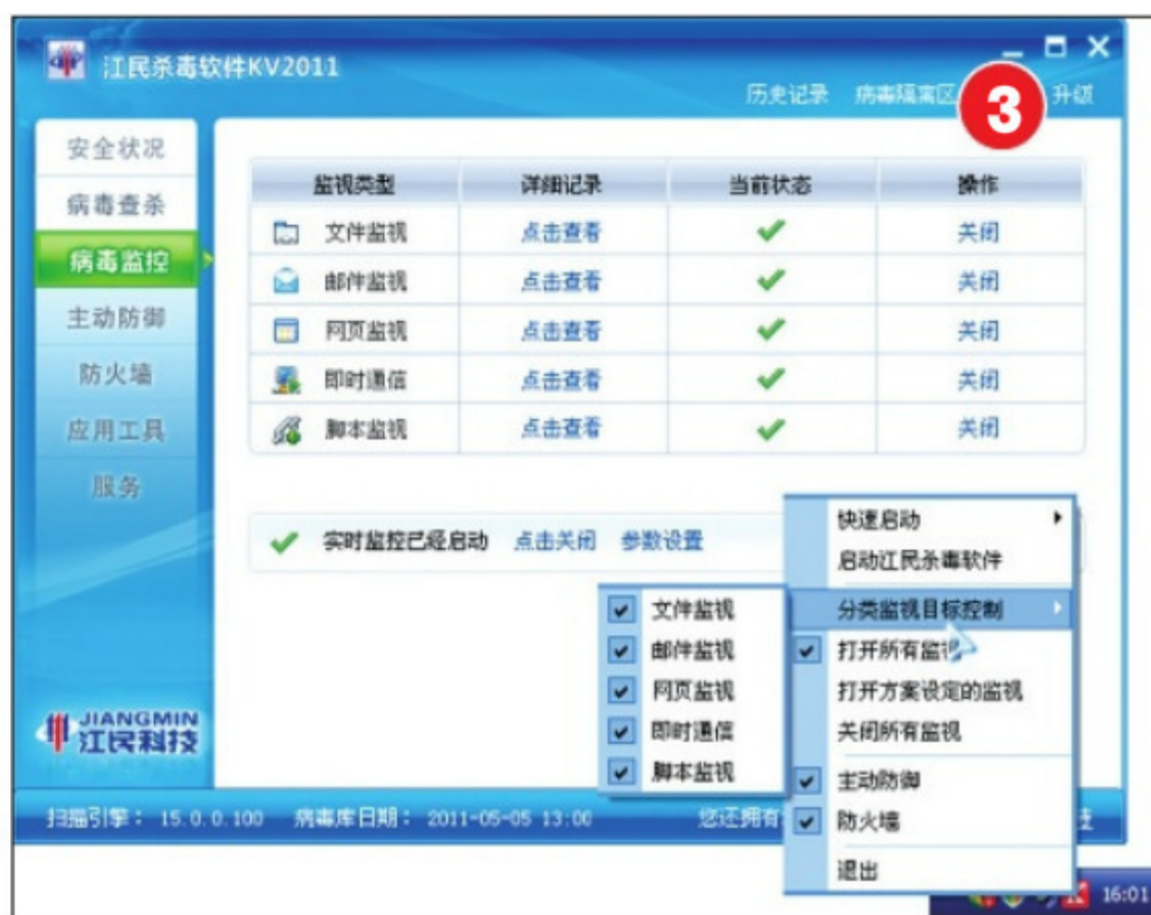 江民杀毒软件KV2011
历史记录 病毒隔离区 升级
3
安全状况
病毒查杀
病毒监控
主动防御
防火墙
应用工具
服务
监视类型 详细记录 当前状态 操作
文件监视 点击查看 关闭
邮件监视 点击查看 关闭
网页监视 点击查看 关闭
即时通信 点击查看 关闭
脚本监视 点击查看 关闭
实时监控已经启动 点击关闭 参数设置
快速启动
启动江民杀毒软件
分类监视目标控制
打开所有监视
打开方案设定的监视
关闭所有监视
主动防御
防火墙
退出
文件监视
邮件监视
网页监视
即时通信
脚本监视
JIANGMIN
江民科技
扫描引擎: 15.0.0.100 病毒库日期: 2011-05-05 13:00 您还拥有
16:01